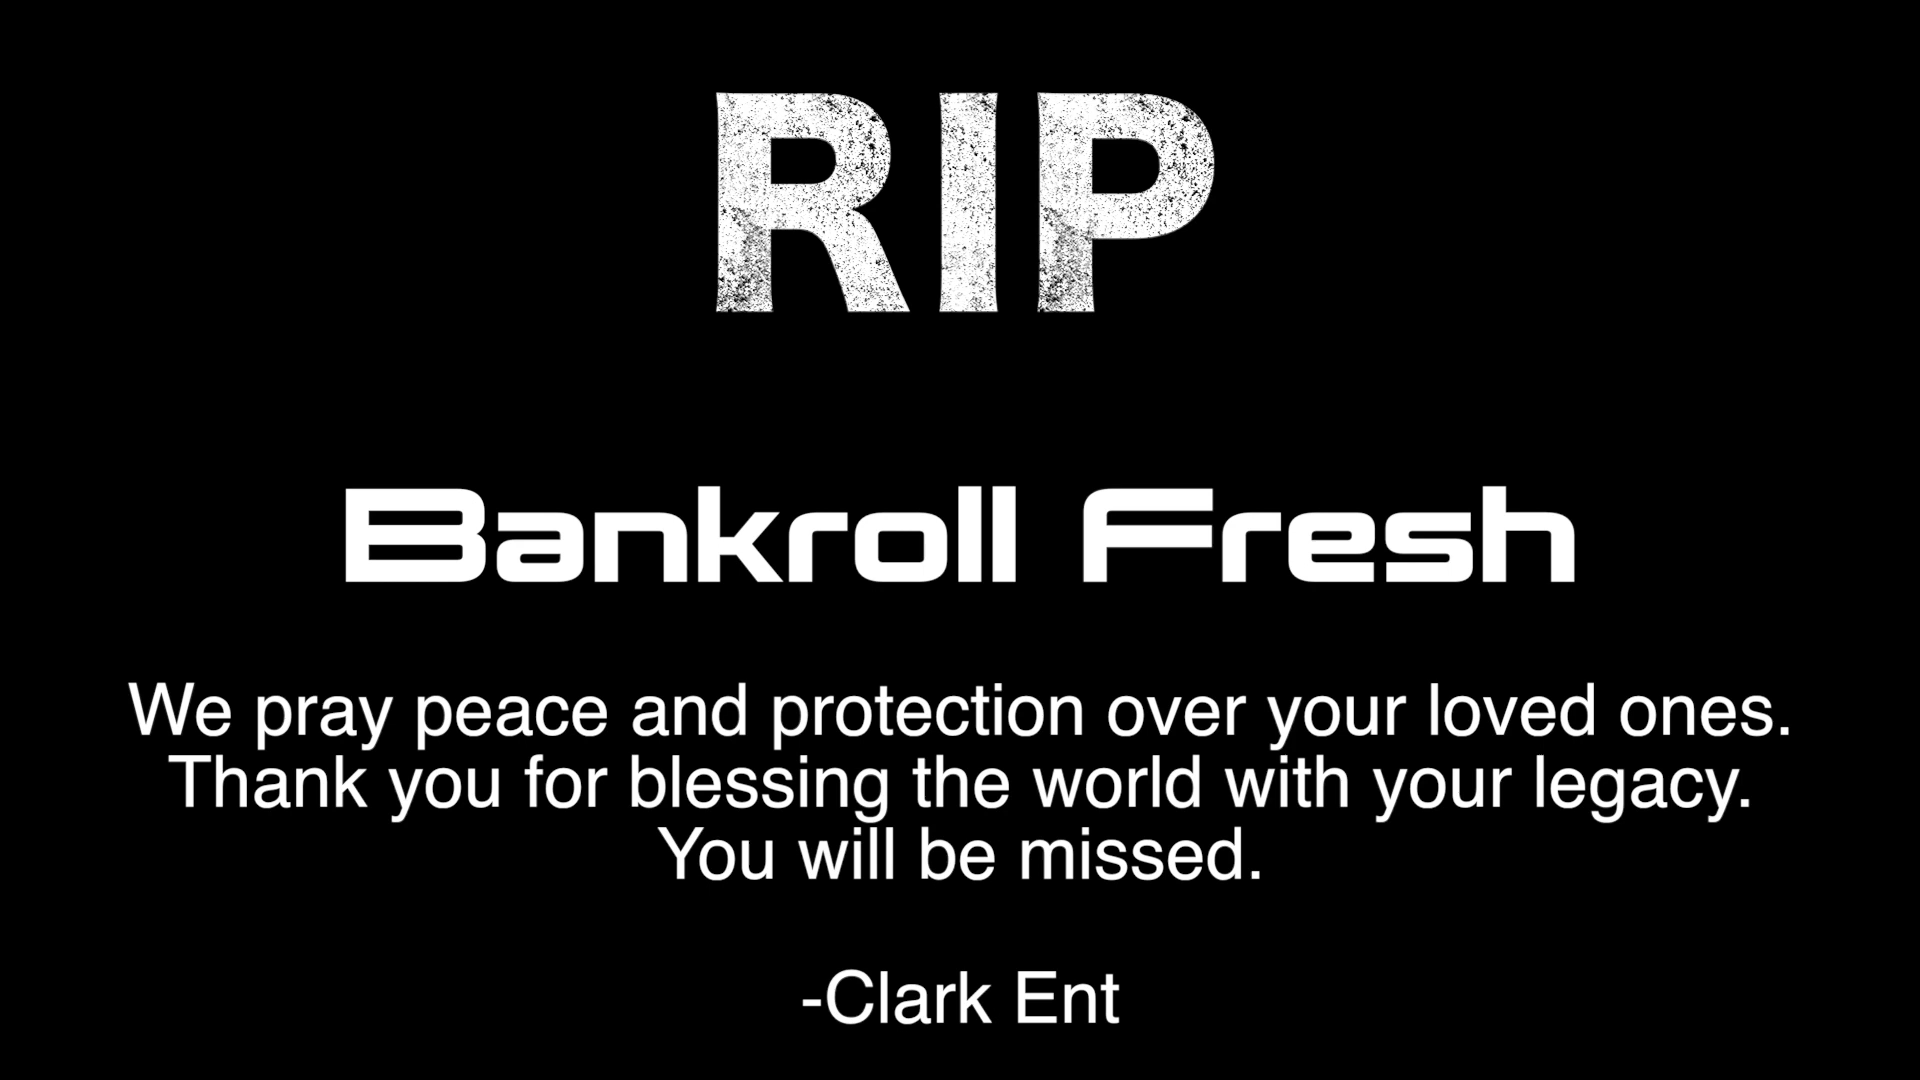 RIP
Bankroll Fresh
We pray peace and protection over your loved ones.
Thank you for blessing the world with your legacy.
You will be missed.
-Clark Ent